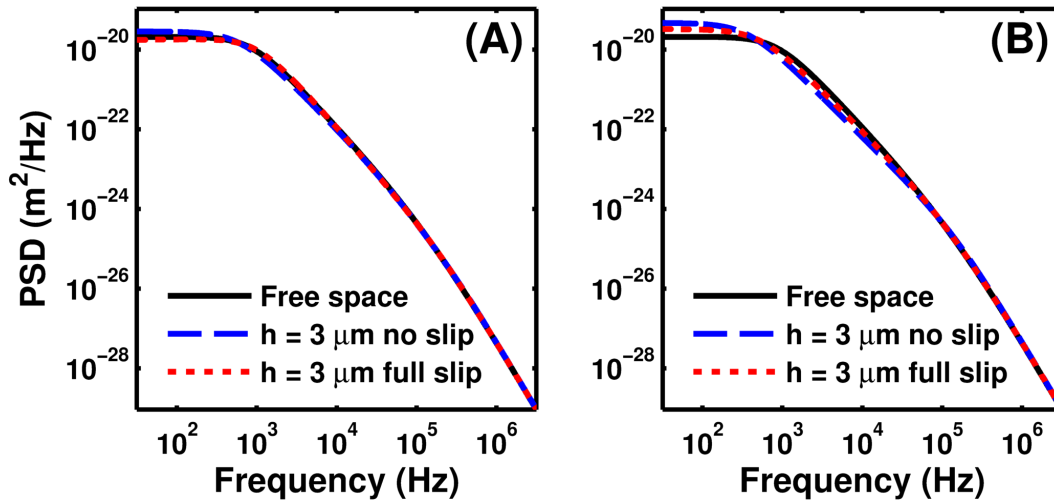 (A)
PSD (m²/Hz)
10⁻²⁰
10⁻²²
10⁻²⁴
10⁻²⁶
10⁻²⁸
Free space
h = 3 μm no slip
h = 3 μm full slip
10² 10³ 10⁴ 10⁵ 10⁶
Frequency (Hz)
(B)
10⁻²⁰
10⁻²²
10⁻²⁴
10⁻²⁶
10⁻²⁸
Free space
h = 3 μm no slip
h = 3 μm full slip
10² 10³ 10⁴ 10⁵ 10⁶
Frequency (Hz)